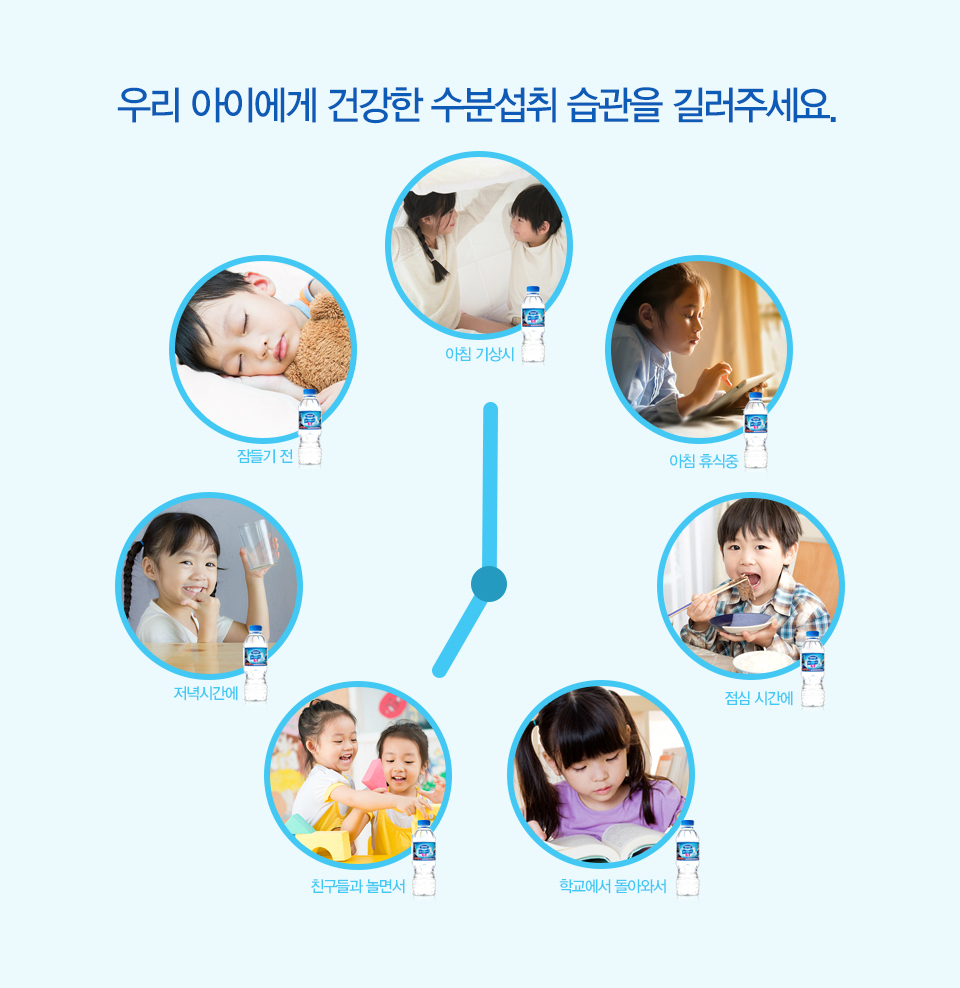 우리 아이에게 건강한 수분섭취 습관을 길러주세요.
아침 기상시
아침 휴식중
점심 시간에
학교에서 돌아와서
친구들과 놀면서
저녁시간에
잠들기 전